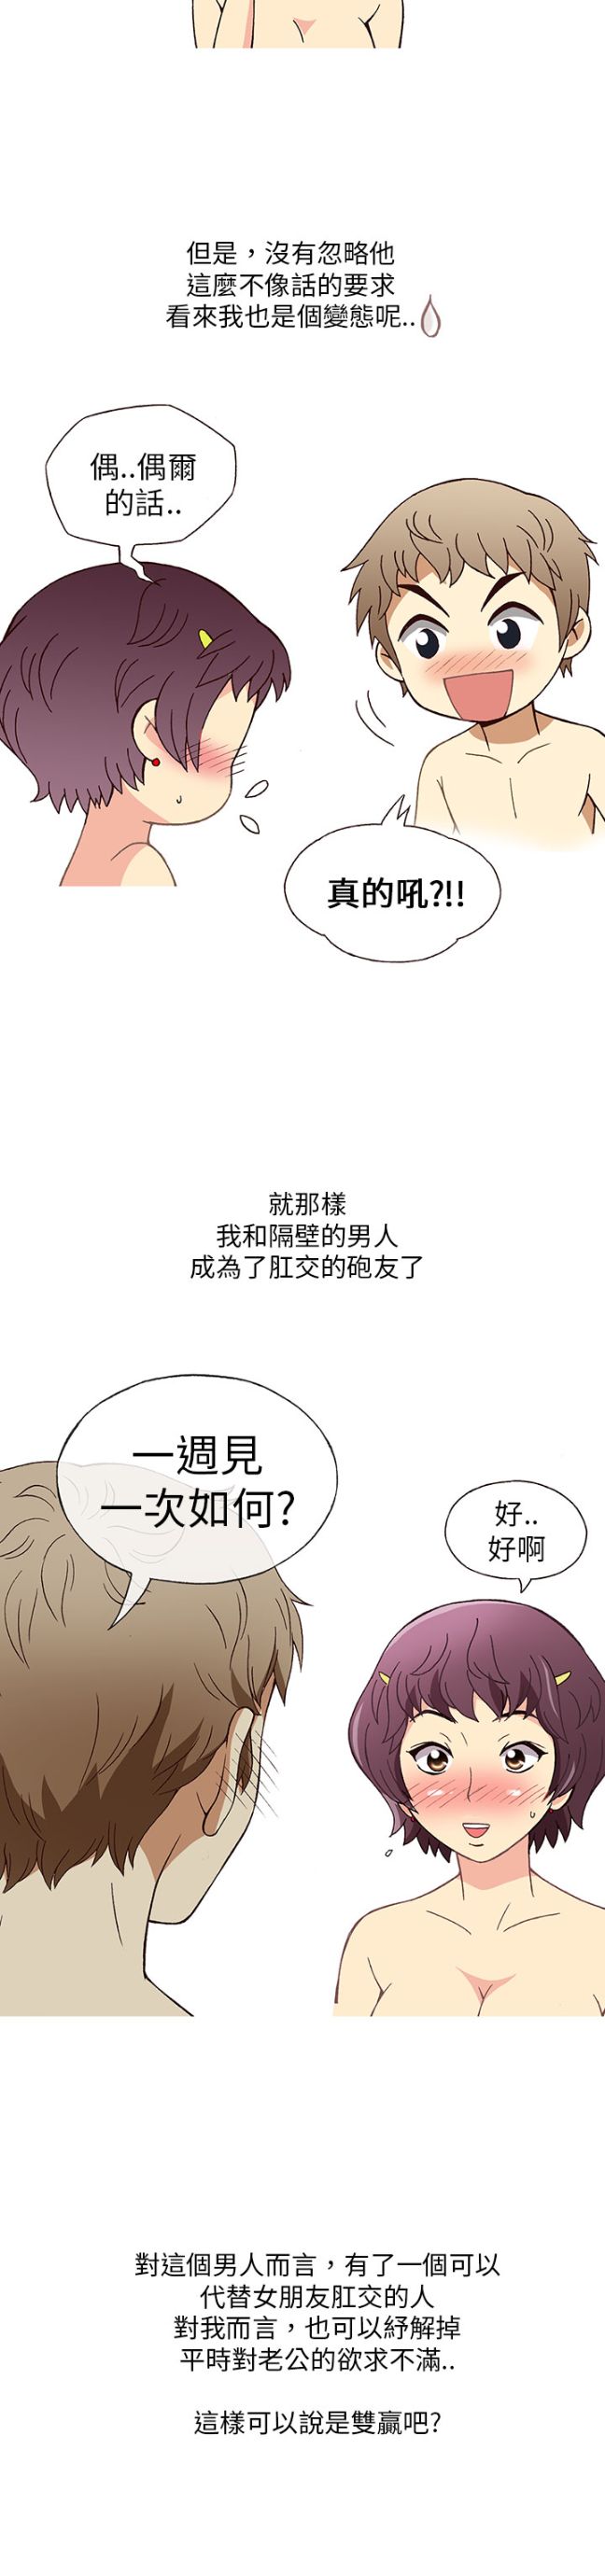 但是，沒有忽略他
這麼不像話的要求
看來我也是個變態呢..
偶..偶爾
的話..
真的吼?!!
就那樣
我和隔壁的男人
成為了肛交的砲友了
一週見
一次如何?
好..
好啊
對這個男人而言，有了一個可以
代替女朋友肛交的人
對我而言，也可以紓解掉
平時對老公的欲求不滿..
這樣可以說是雙贏吧?